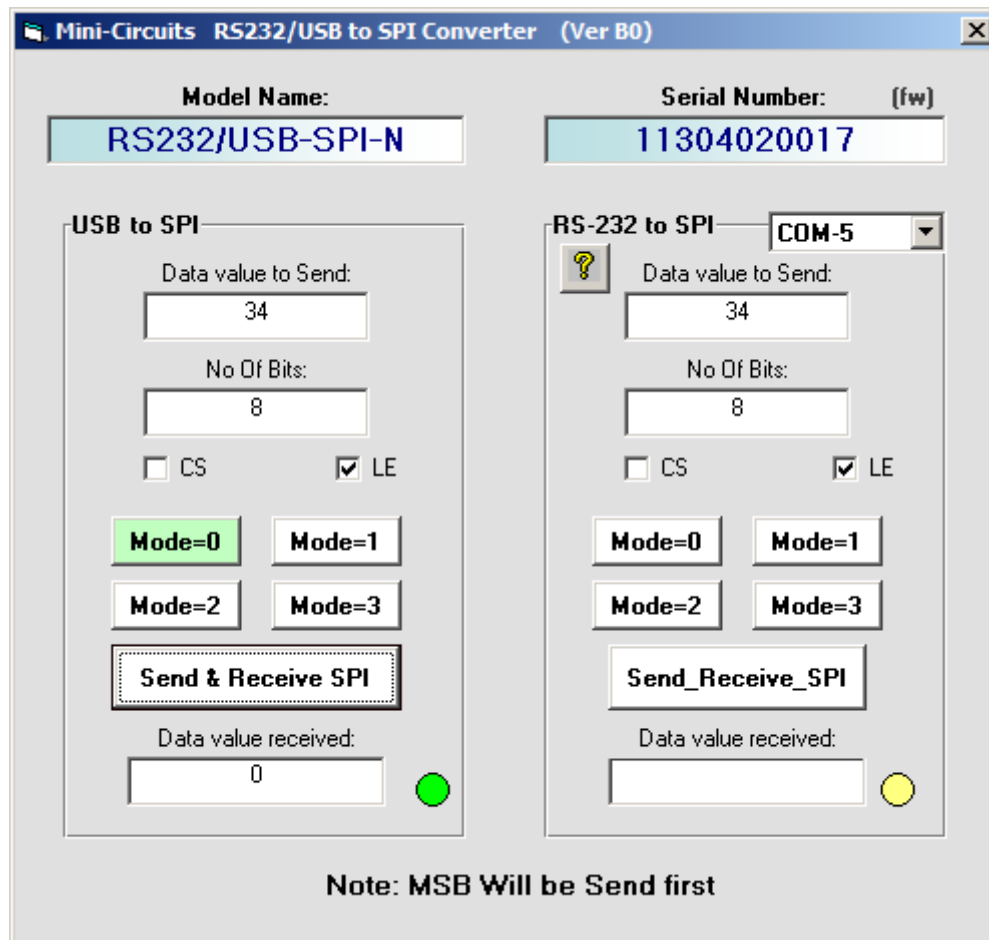 Mini-Circuits RS232/USB to SPI Converter (Ver B0)
Model Name:
RS232/USB-SPI-N
Serial Number: (fw)
11304020017
USB to SPI
Data value to Send:
34
No Of Bits:
8
CS LE
Mode=0 Mode=1
Mode=2 Mode=3
Send & Receive SPI
Data value received:
0
RS-232 to SPI COM-5
?
Data value to Send:
34
No Of Bits:
8
CS LE
Mode=0 Mode=1
Mode=2 Mode=3
Send_Receive_SPI
Data value received:
Note: MSB Will be Send first